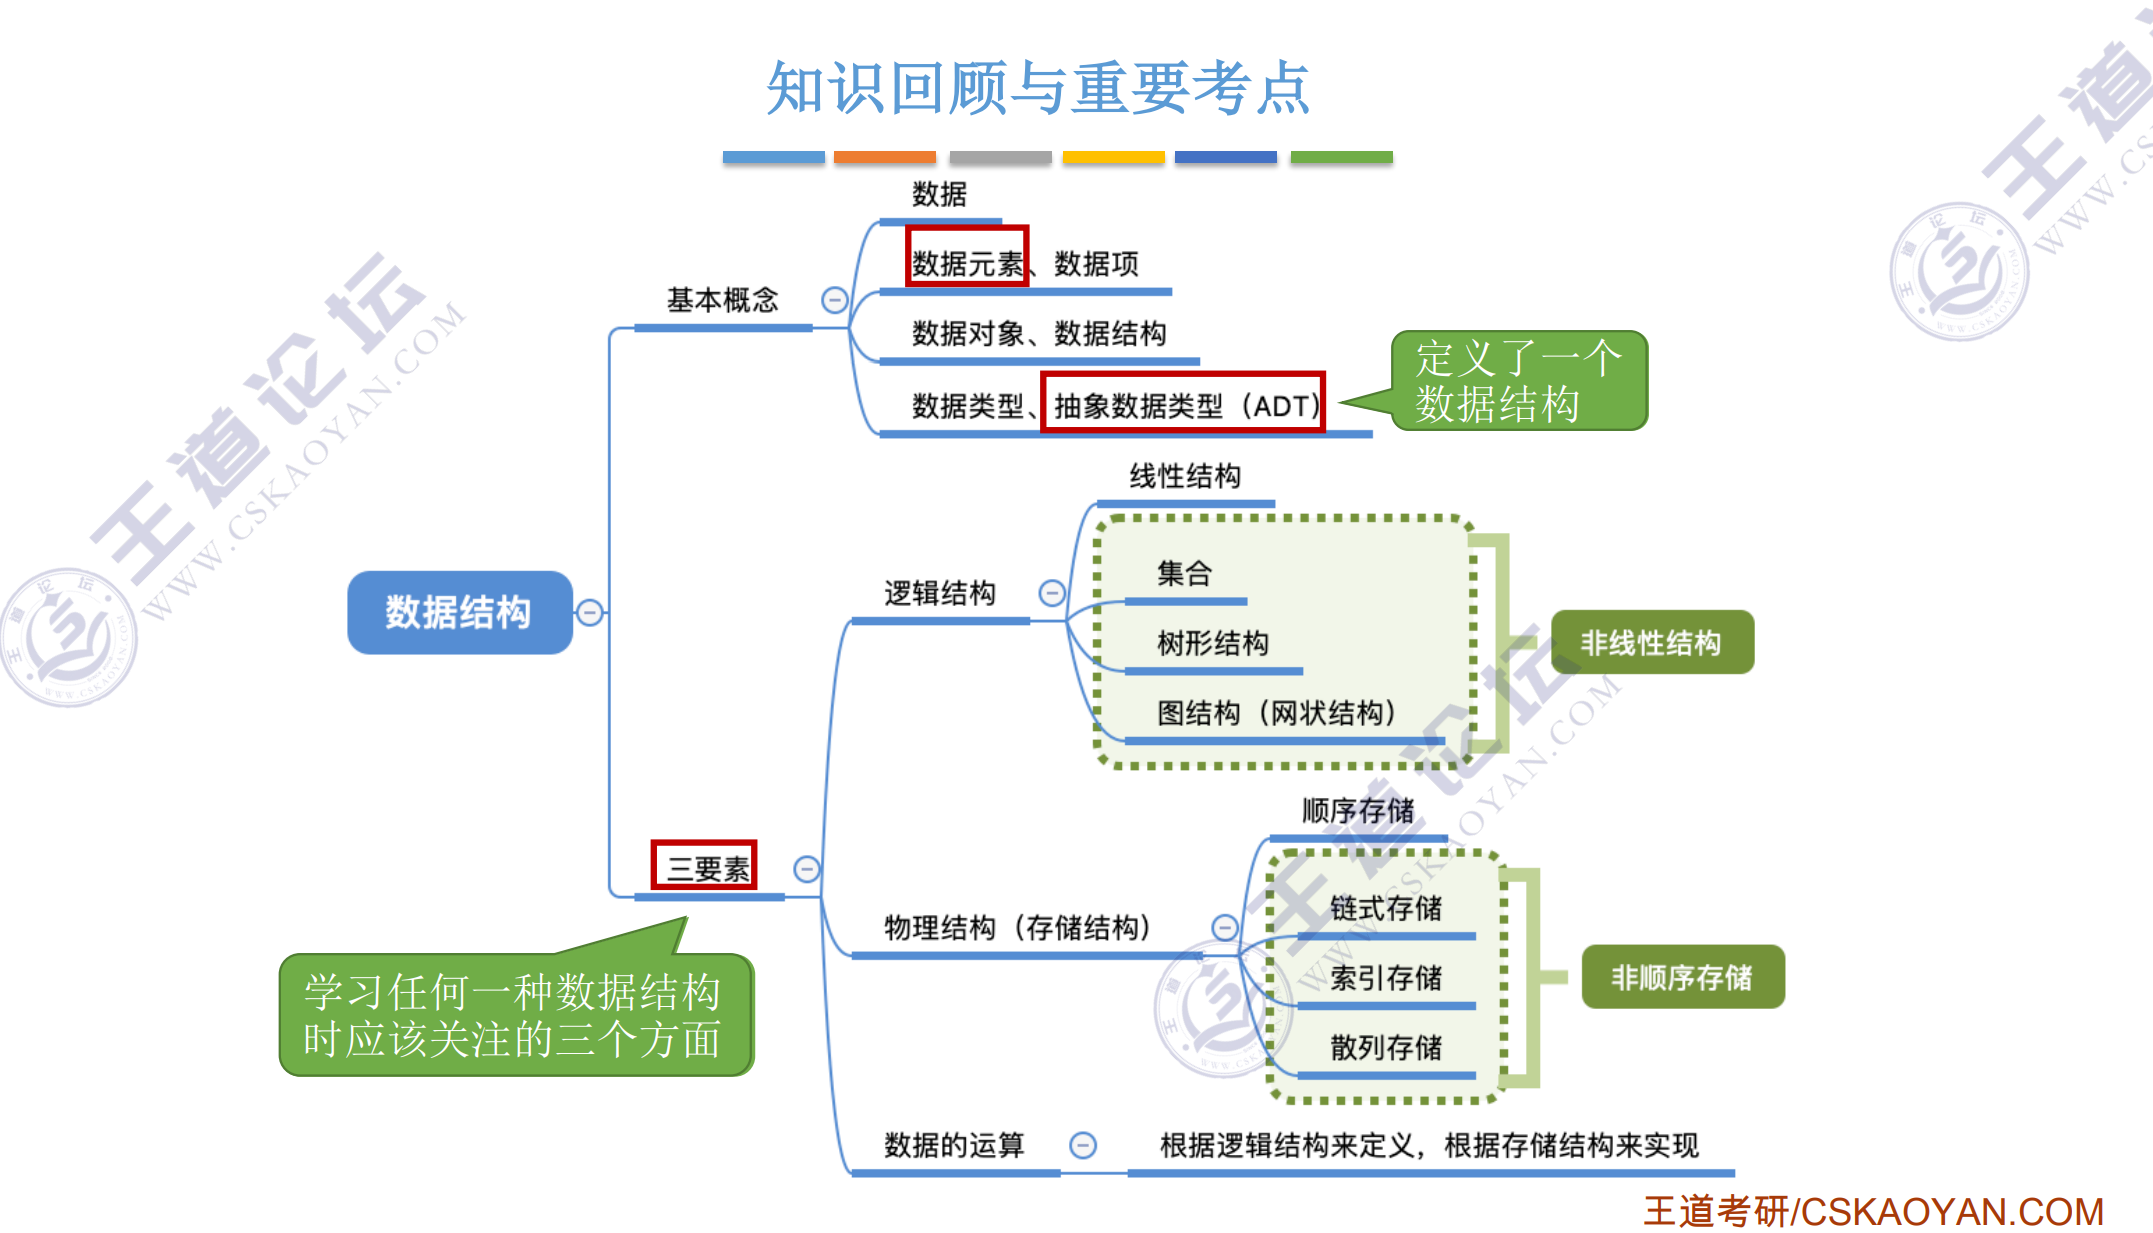 知识回顾与重要考点
数据
数据元素、数据项
基本概念
数据对象、数据结构
定义了一个
数据结构
数据类型、抽象数据类型（ADT）
线性结构
集合
逻辑结构
树形结构
非线性结构
图结构（网状结构）
数据结构
三要素
学习任何一种数据结构
时应该关注的三个方面
顺序存储
链式存储
物理结构（存储结构）
索引存储
非顺序存储
散列存储
数据的运算
根据逻辑结构来定义，根据存储结构来实现
王道考研/CSKAOYAN.COM
王道论坛
WWW.CSKAOYAN.COM
王道论坛
WWW.CSKAOYAN.COM